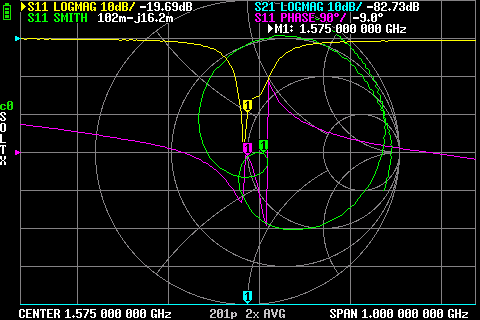 S11 LOGMAG 10dB/ -19.69dB
S21 LOGMAG 10dB/ -82.73dB
S11 SMITH 102m-j16.2m
S11 PHASE 90°/ -9.0°
M1: 1.575 000 000 GHz
c0
S
O
L
T
1
1
1
1
CENTER 1.575 000 000 GHz
201p 2x AVG
SPAN 1.000 000 000 GHz